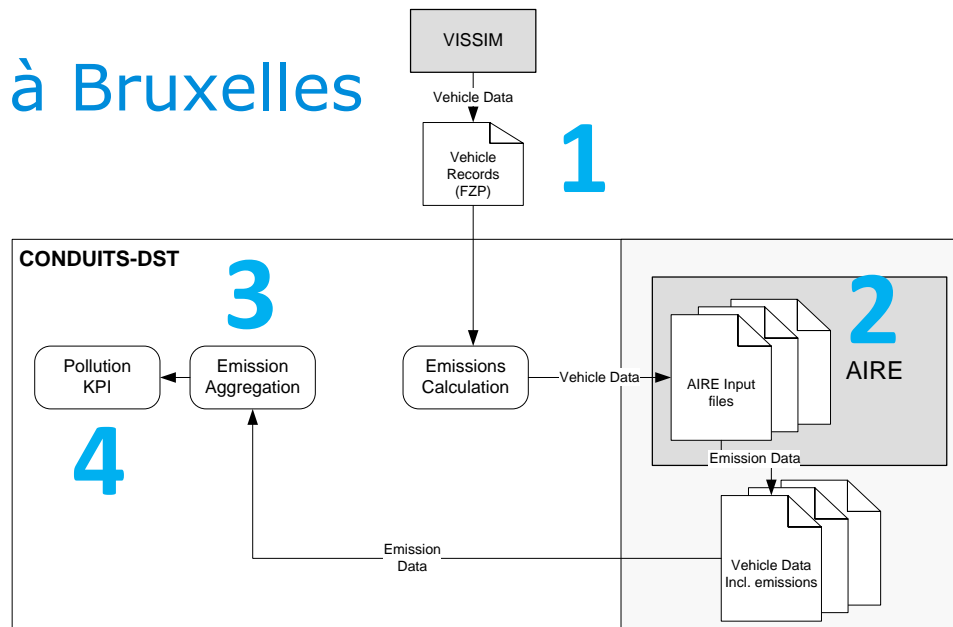 à Bruxelles
VISSIM
Vehicle Data
Vehicle
Records
(FZP)
1
CONDUITS-DST
3
2
AIRE
Pollution
KPI
Emission
Aggregation
Emissions
Calculation
Vehicle Data
AIRE Input
files
4
Emission Data
Emission
Data
Vehicle Data
Incl. emissions